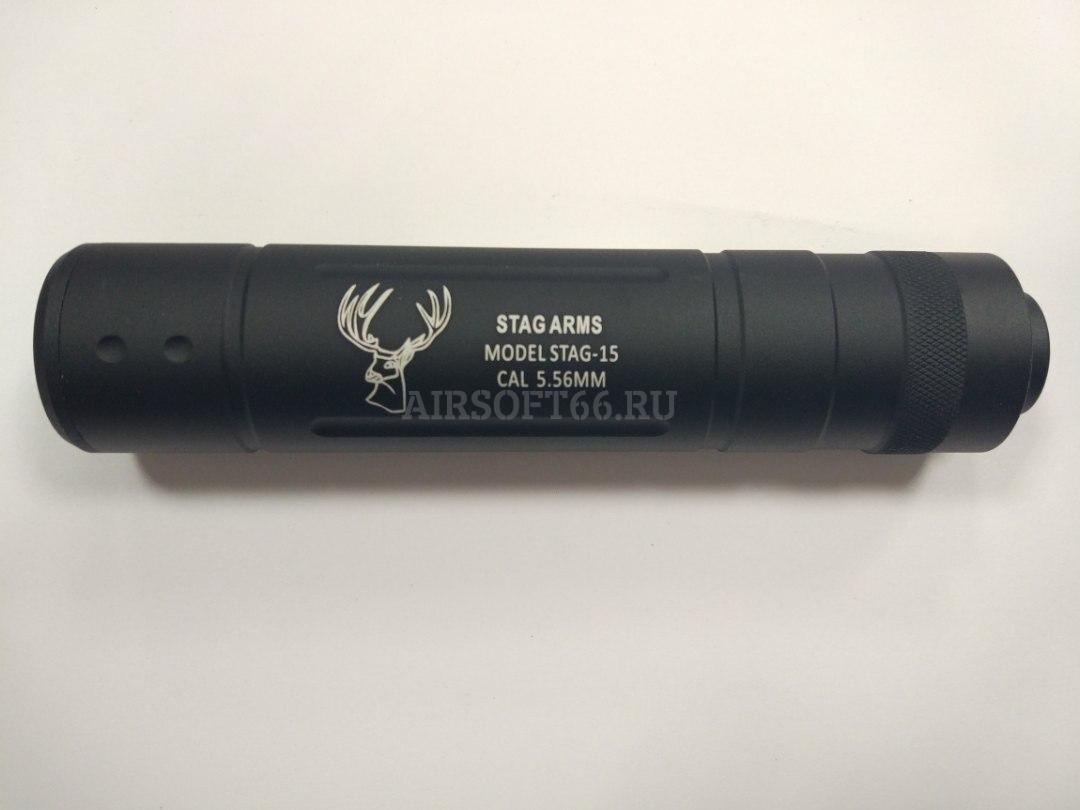 STAG ARMS
MODEL STAG-15
CAL 5.56MM
AIRSOFT66.RU